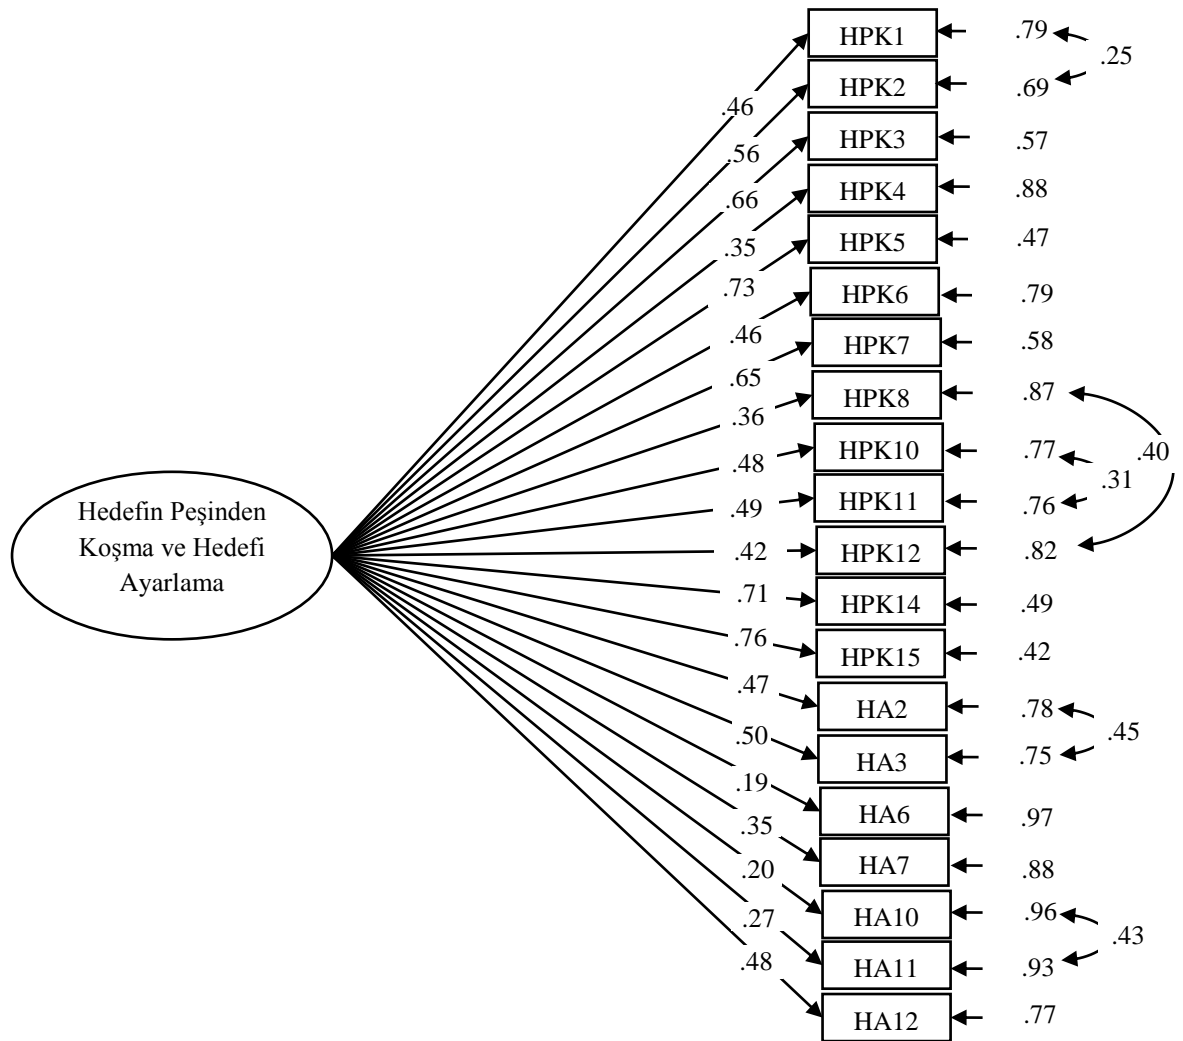 HPK1
.79
.25
HPK2
.69
.46
HPK3
.57
.56
HPK4
.88
.66
HPK5
.47
.35
HPK6
.79
.73
HPK7
.58
.46
HPK8
.87
.65
HPK10
.77
.40
.36
HPK11
.76
.31
.48
HPK12
.82
.49
HPK14
.49
.42
HPK15
.42
.71
HA2
.78
.45
.76
HA3
.75
.47
HA6
.97
.50
HA7
.88
.19
HA10
.96
.43
.35
HA11
.93
.20
HA12
.77
.27
.48
Hedefin Peşinden
Koşma ve Hedefi
Ayarlama